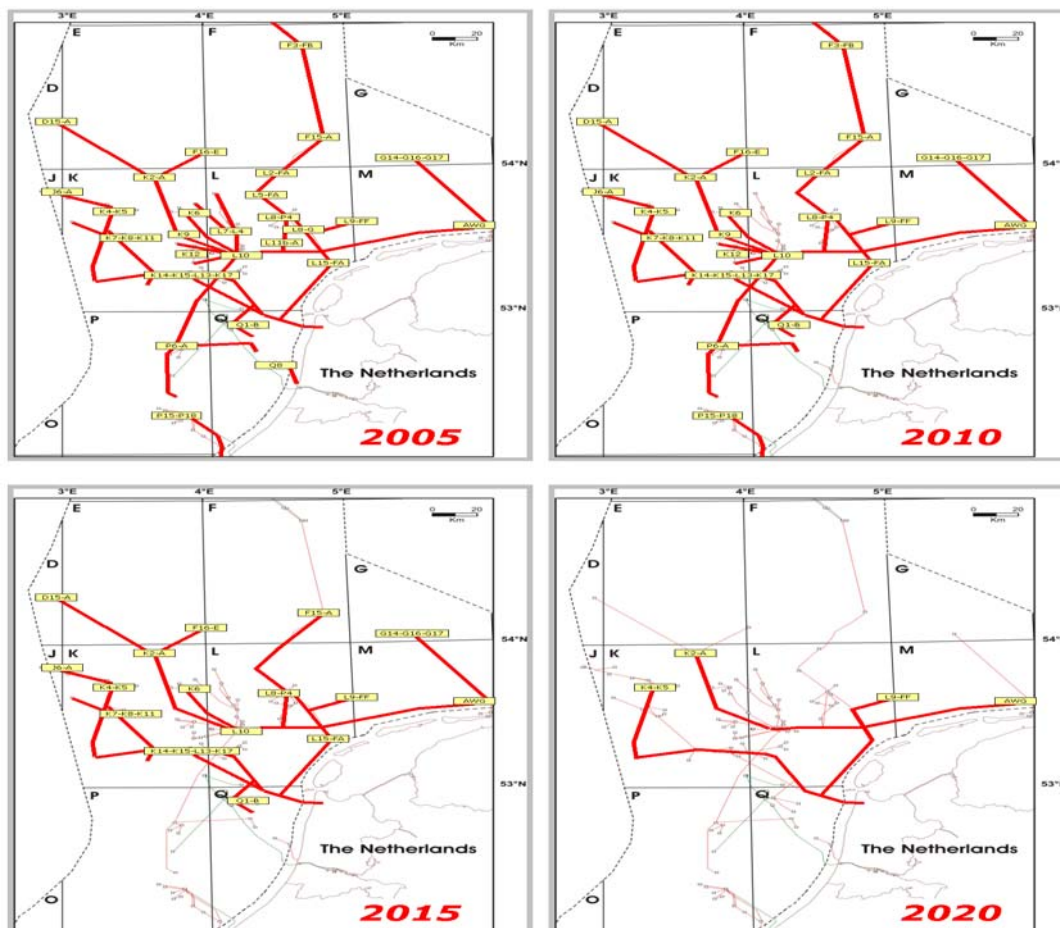 3°E 4°E 5°E
E F
0 20
Km
F3-FB
D
G
D15-A
F15-A
F16-E
G14-G16-G17
54°N
J K K2-A L L2-FA M
J6-A
L5-FA
K4-K5 K6 L8-P4 L9-FF
AWG
K7-K8-K11 K9 L7-L4 L8-G
K12 L10 L15-FA
K14-K15-L13-K17
53°N
P Q
Q1-B
P6-A
Q8
The Netherlands
P15-P18
O
2005
3°E 4°E 5°E
E F
0 20
Km
F3-FB
D
G
D15-A
F15-A
F16-E
G14-G16-G17
54°N
J K K2-A L L2-FA M
J6-A
K4-K5 K6 L8-P4 L9-FF
AWG
K7-K8-K11 K9
K12 L10 L15-FA
K14-K15-L13-K17
53°N
P Q
Q1-B
P6-A
The Netherlands
P15-P18
O
2010
3°E 4°E 5°E
E F
0 20
Km
D
G
D15-A
F15-A
F16-E
G14-G16-G17
54°N
J K K2-A L M
J6-A
K4-K5 K6 L8-P4 L9-FF
AWG
K7-K8-K11
L10 L15-FA
K14-K15-L13-K17
53°N
P Q
Q1-B
The Netherlands
O
2015
3°E 4°E 5°E
E F
0 20
Km
D
G
54°N
J K K2-A L M
K4-K5 L9-FF
AWG
53°N
P Q
The Netherlands
O
2020